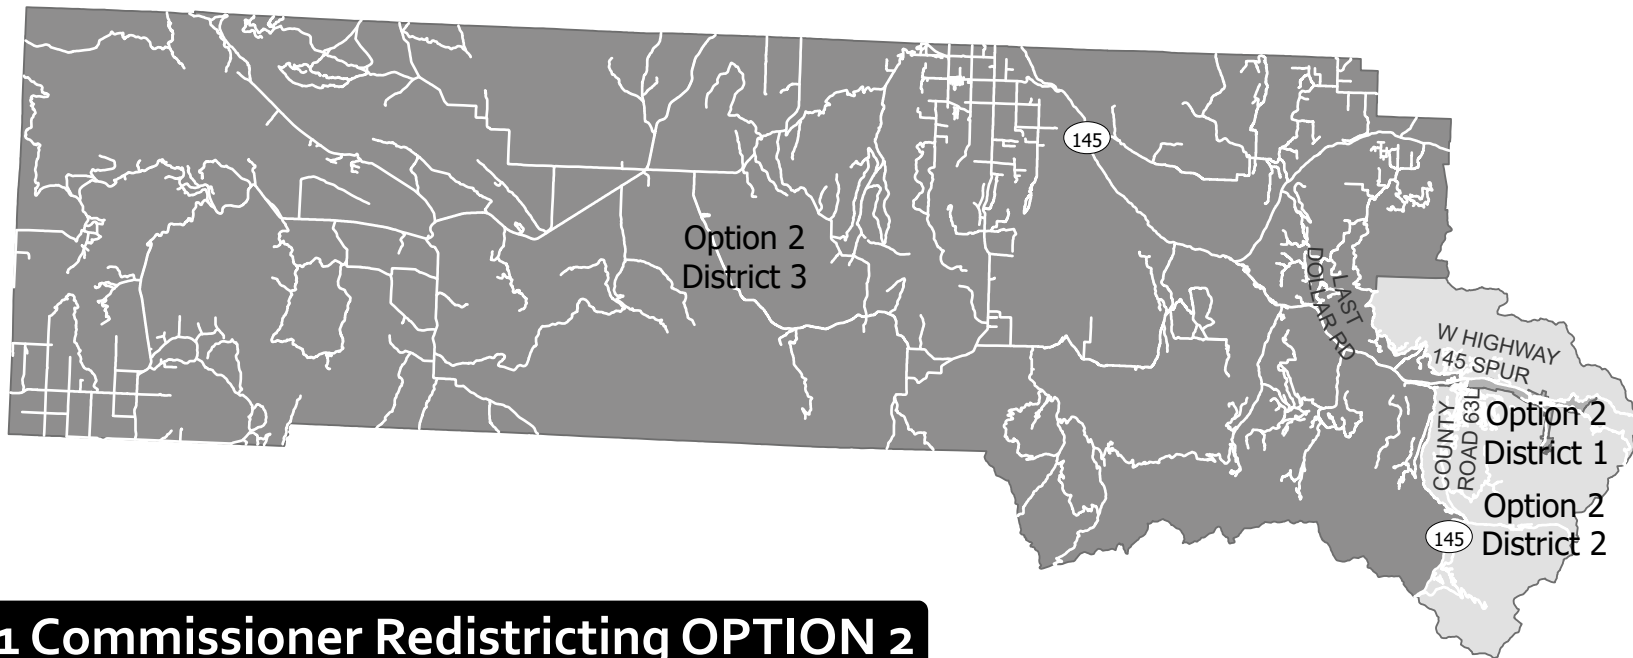 145
Option 2
District 3
LAST
DOLLAR RD
W HIGHWAY
145 SPUR
COUNTY
ROAD 63L
Option 2
District 1
Option 2
District 2
145
1 Commissioner Redistricting OPTION 2